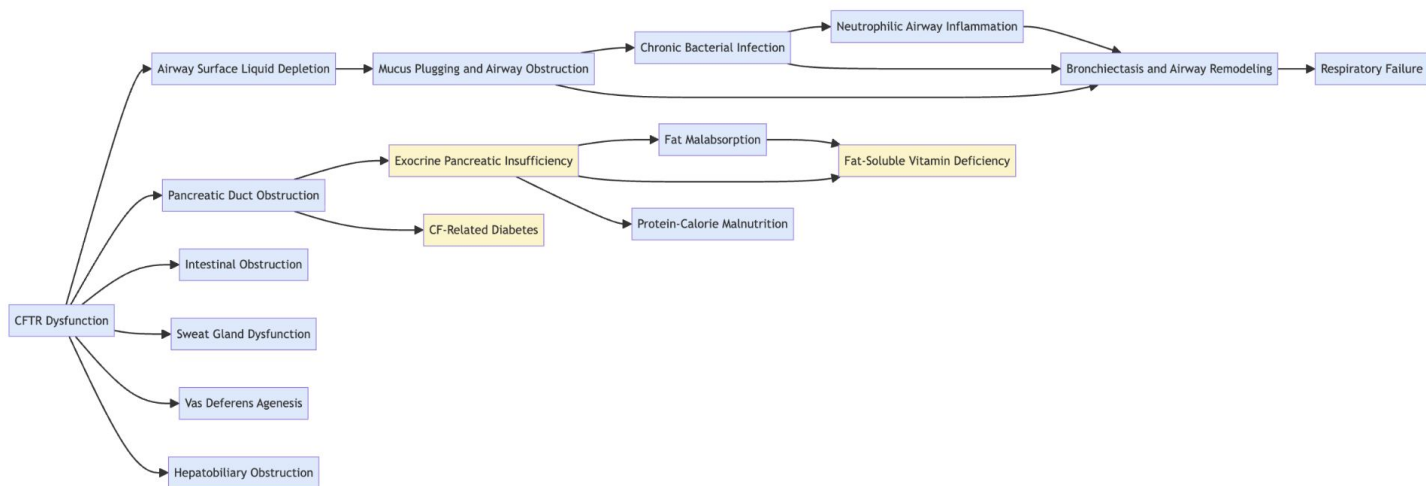 Neutrophilic Airway Inflammation
Chronic Bacterial Infection
Airway Surface Liquid Depletion
Mucus Plugging and Airway Obstruction
Bronchiectasis and Airway Remodeling
Respiratory Failure
Fat Malabsorption
Exocrine Pancreatic Insufficiency
Fat-Soluble Vitamin Deficiency
Pancreatic Duct Obstruction
Protein-Calorie Malnutrition
CF-Related Diabetes
Intestinal Obstruction
CFTR Dysfunction
Sweat Gland Dysfunction
Vas Deferens Agenesis
Hepatobiliary Obstruction